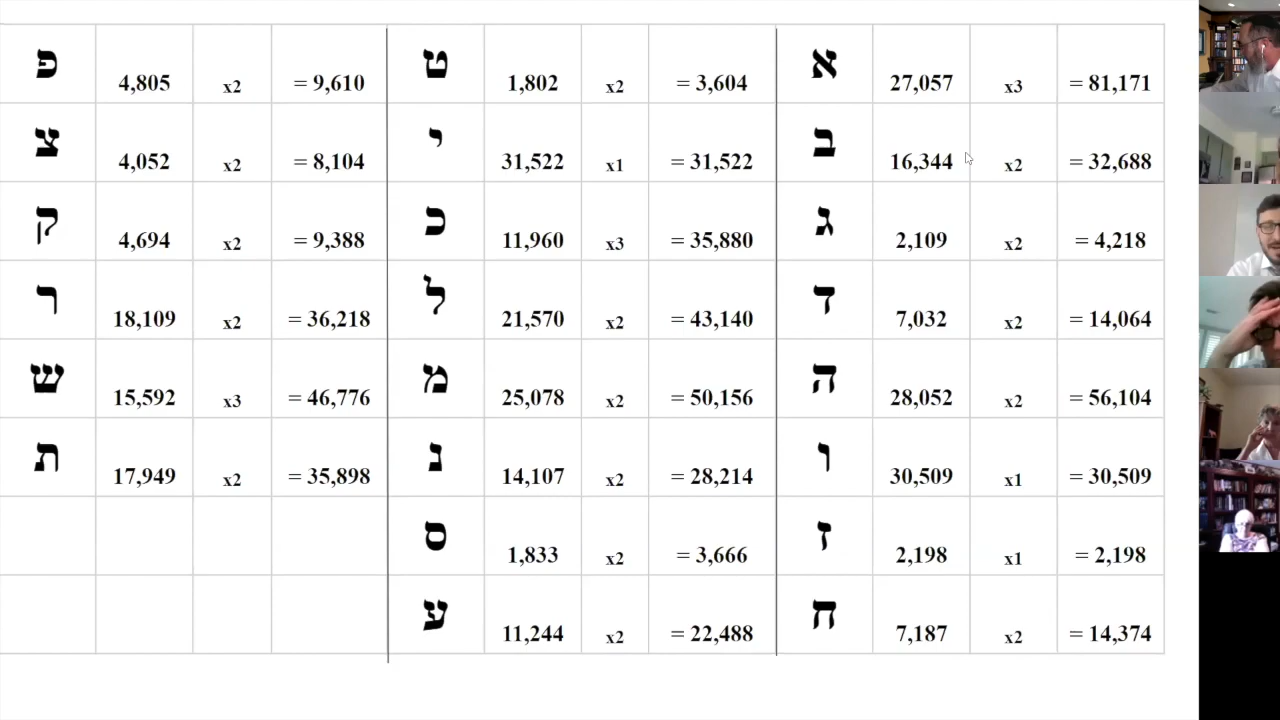 א 27,057 x3 = 81,171
ב 16,344 x2 = 32,688
ג 2,109 x2 = 4,218
ד 7,032 x2 = 14,064
ה 28,052 x2 = 56,104
ו 30,509 x1 = 30,509
ז 2,198 x1 = 2,198
ח 7,187 x2 = 14,374
ט 1,802 x2 = 3,604
י 31,522 x1 = 31,522
כ 11,960 x3 = 35,880
ל 21,570 x2 = 43,140
מ 25,078 x2 = 50,156
נ 14,107 x2 = 28,214
ס 1,833 x2 = 3,666
ע 11,244 x2 = 22,488
פ 4,805 x2 = 9,610
צ 4,052 x2 = 8,104
ק 4,694 x2 = 9,388
ר 18,109 x2 = 36,218
ש 15,592 x3 = 46,776
ת 17,949 x2 = 35,898